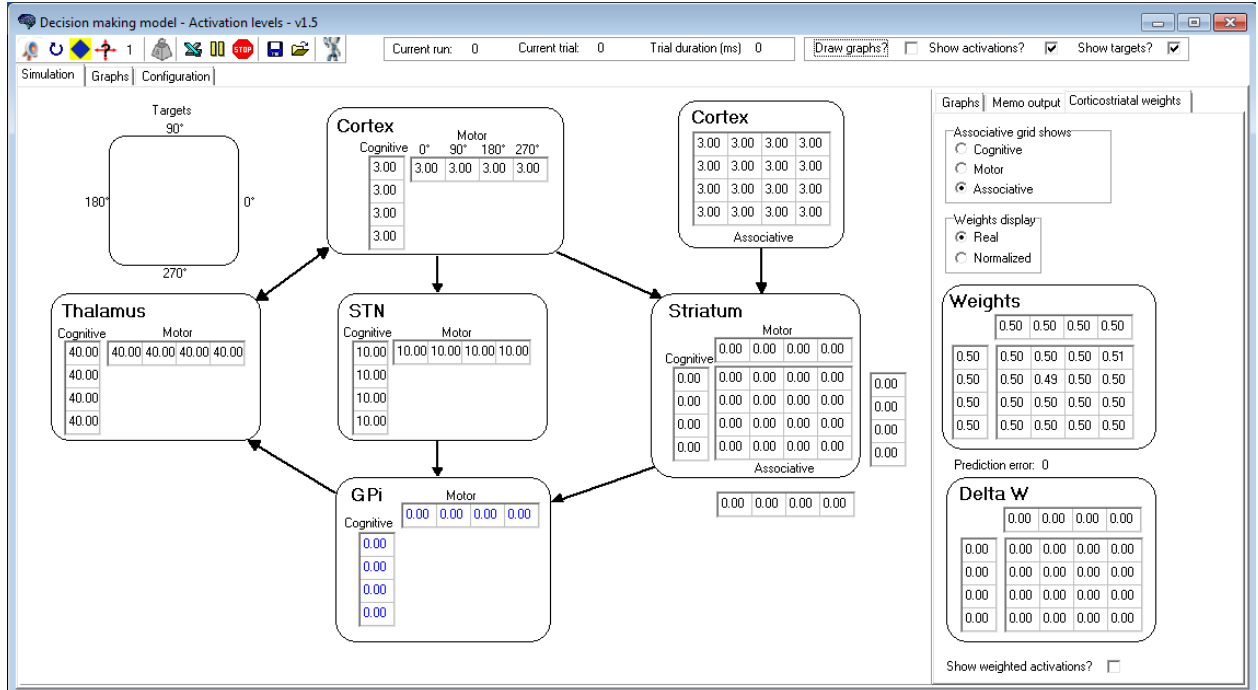 Decision making model - Activation levels - v1.5
1 STOP Current run: 0 Current trial: 0 Trial duration (ms) 0 Draw graphs? Show activations? Show targets?
Simulation Graphs Configuration
Targets
90°
180° 0°
270°
Cortex
Motor
Cognitive 0° 90° 180° 270°
3.00 3.00 3.00 3.00 3.00
3.00
3.00
3.00
Cortex
3.00 3.00 3.00 3.00
3.00 3.00 3.00 3.00
3.00 3.00 3.00 3.00
3.00 3.00 3.00 3.00
Associative
Thalamus
Cognitive Motor
40.00 40.00 40.00 40.00 40.00
40.00
40.00
40.00
STN
Cognitive Motor
10.00 10.00 10.00 10.00 10.00
10.00
10.00
10.00
Striatum
Motor
0.00 0.00 0.00 0.00
Cognitive
0.00 0.00 0.00 0.00 0.00 0.00
0.00 0.00 0.00 0.00 0.00 0.00
0.00 0.00 0.00 0.00 0.00 0.00
0.00 0.00 0.00 0.00 0.00 0.00
Associative
0.00 0.00 0.00 0.00
GPi
Motor
0.00 0.00 0.00 0.00
Cognitive
0.00
0.00
0.00
0.00
Graphs Memo output Corticostriatal weights
Associative grid shows
Cognitive
Motor
Associative
Weights display
Real
Normalized
Weights
0.50 0.50 0.50 0.50
0.50 0.50 0.50 0.50 0.51
0.50 0.50 0.49 0.50 0.50
0.50 0.50 0.50 0.50 0.50
0.50 0.50 0.50 0.50 0.50
Prediction error: 0
Delta W
0.00 0.00 0.00 0.00
0.00 0.00 0.00 0.00 0.00
0.00 0.00 0.00 0.00 0.00
0.00 0.00 0.00 0.00 0.00
0.00 0.00 0.00 0.00 0.00
Show weighted activations?